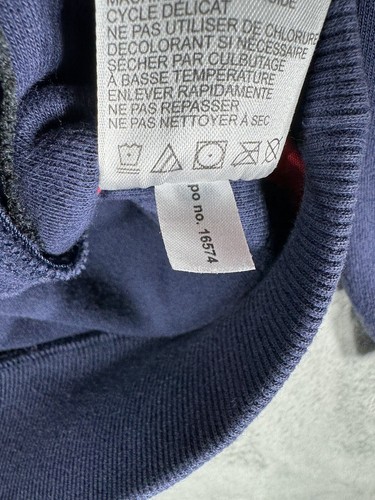 CYCLE DÉLICAT
NE PAS UTILISER DE CHLORURE
DÉCOLORANT SI NÉCESSAIRE
SÉCHER PAR CULBUTAGE
À BASSE TEMPÉRATURE
ENLEVER RAPIDAMENTE
NE PAS REPASSER
NE PAS NETTOYER À SEC
po no. 16574